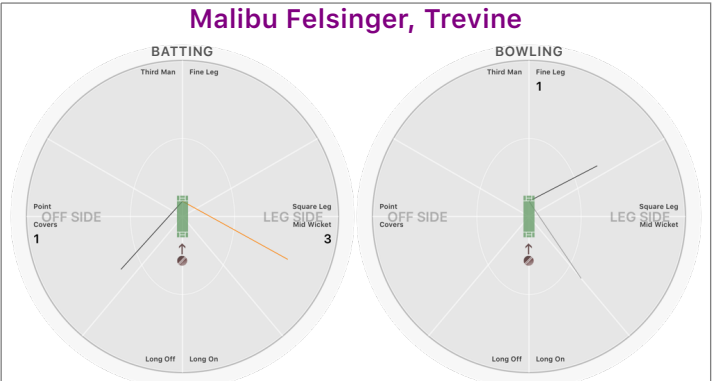 Malibu Felsinger, Trevine
BATTING
Third Man Fine Leg
Point
Covers
1
OFF SIDE
LEG SIDE
Square Leg
Mid Wicket
3
Long Off Long On
BOWLING
Third Man Fine Leg
1
Point
Covers
OFF SIDE
LEG SIDE
Square Leg
Mid Wicket
Long Off Long On